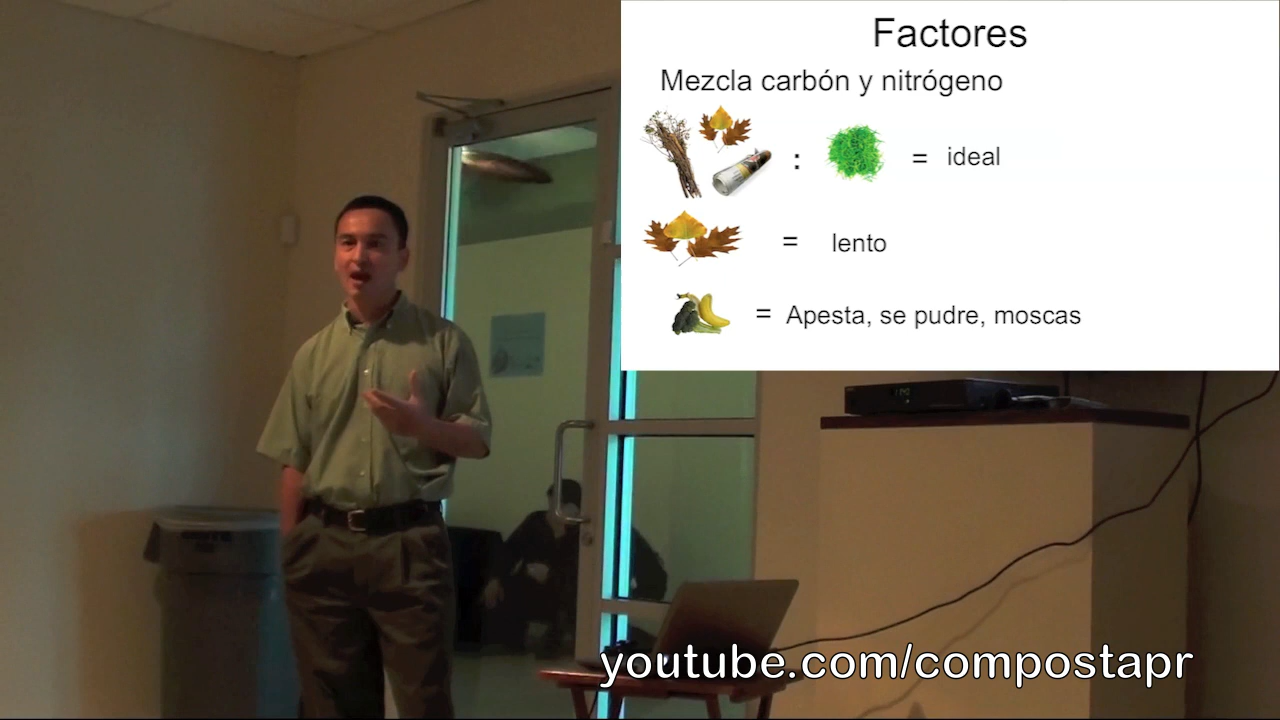 Factores
Mezcla carbón y nitrógeno
: = ideal
= lento
= Apesta, se pudre, moscas
youtube.com/compostapr